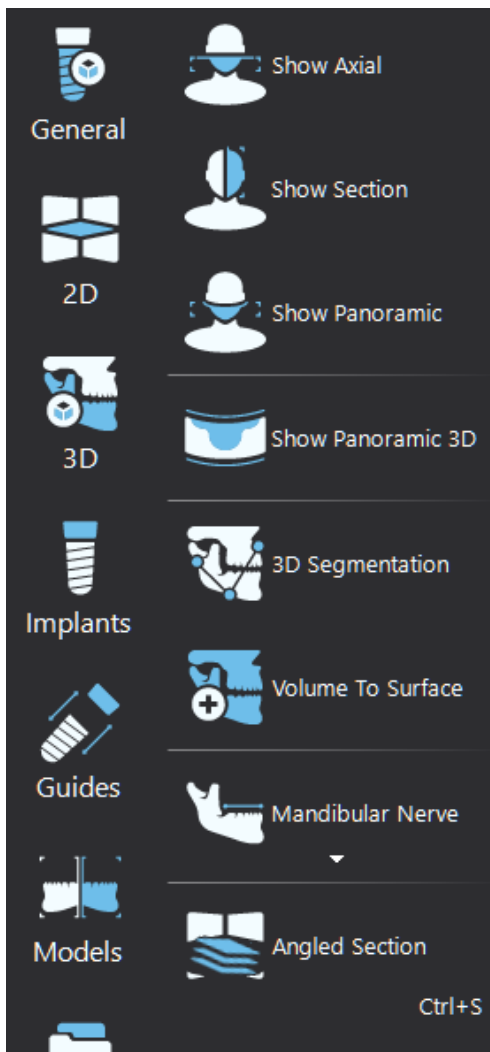 General
2D
3D
Implants
Guides
Models
Show Axial
Show Section
Show Panoramic
Show Panoramic 3D
3D Segmentation
Volume To Surface
Mandibular Nerve
Angled Section
Ctrl+S